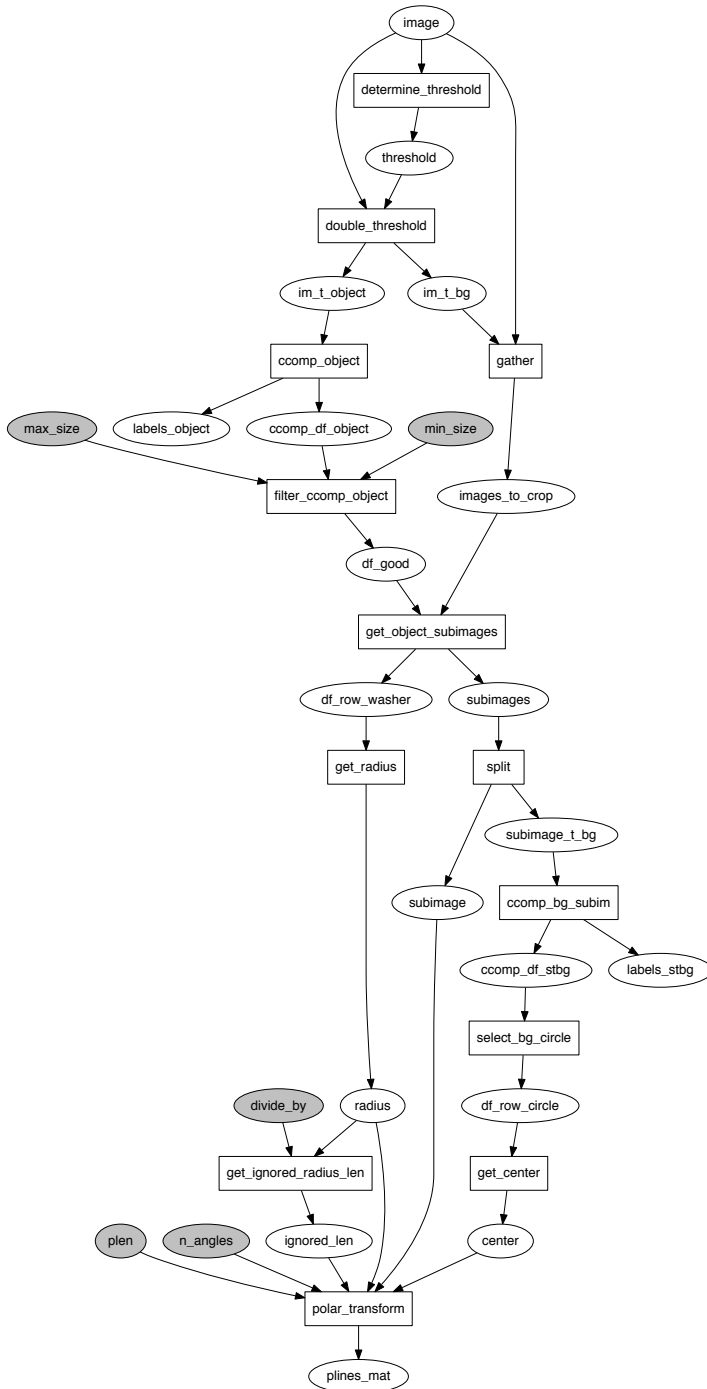 image
determine_threshold
threshold
double_threshold
im_t_object
im_t_bg
ccomp_object
gather
max_size
labels_object
ccomp_df_object
min_size
filter_ccomp_object
images_to_crop
df_good
get_object_subimages
df_row_washer
subimages
get_radius
split
subimage_t_bg
subimage
ccomp_bg_subim
ccomp_df_stbg
labels_stbg
select_bg_circle
divide_by
radius
df_row_circle
get_ignored_radius_len
get_center
plen
n_angles
ignored_len
center
polar_transform
plines_mat